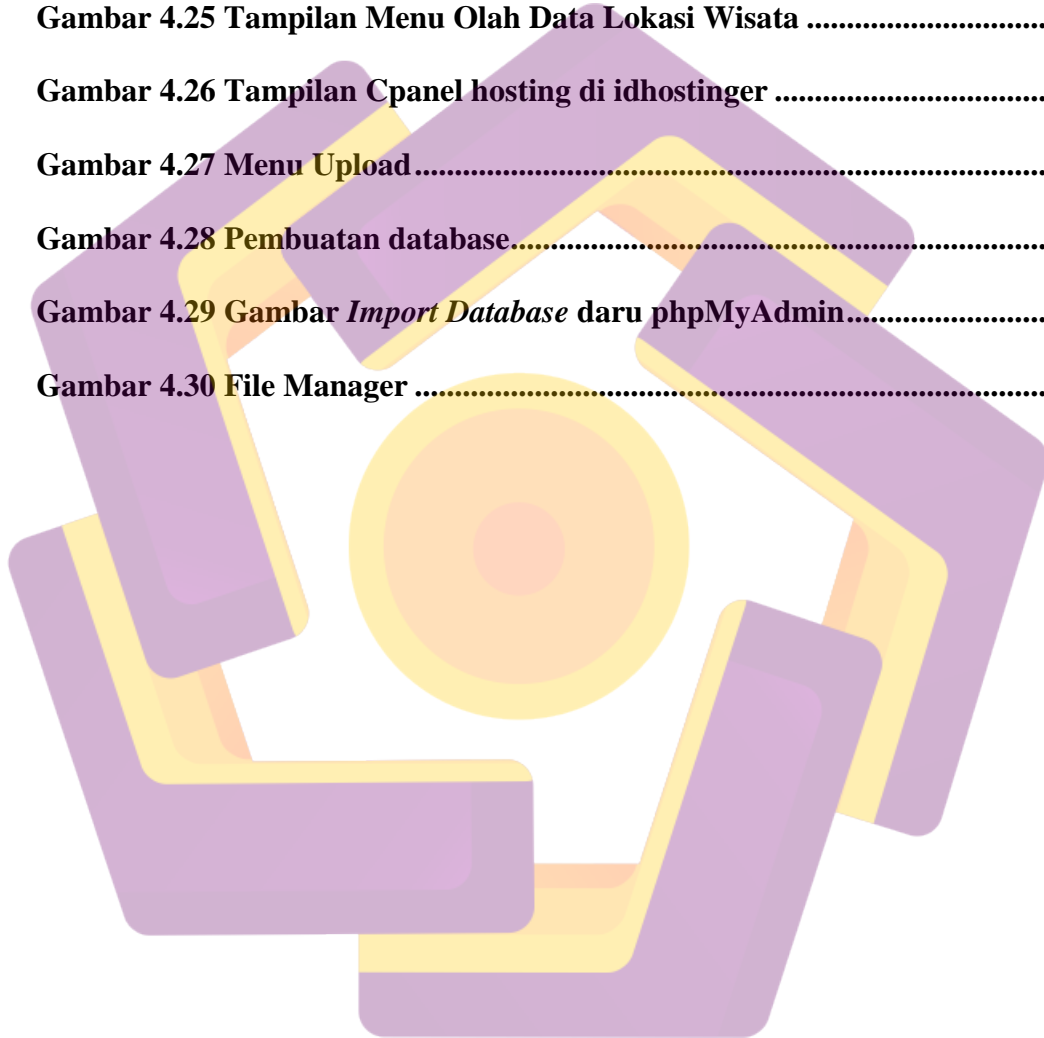 Gambar 4.25 Tampilan Menu Olah Data Lokasi Wisata ..............................
Gambar 4.26 Tampilan Cpanel hosting di idhostinger ..................................
Gambar 4.27 Menu Upload................................................................................
Gambar 4.28 Pembuatan database....................................................................
Gambar 4.29 Gambar Import Database daru phpMyAdmin.........................
Gambar 4.30 File Manager ................................................................................